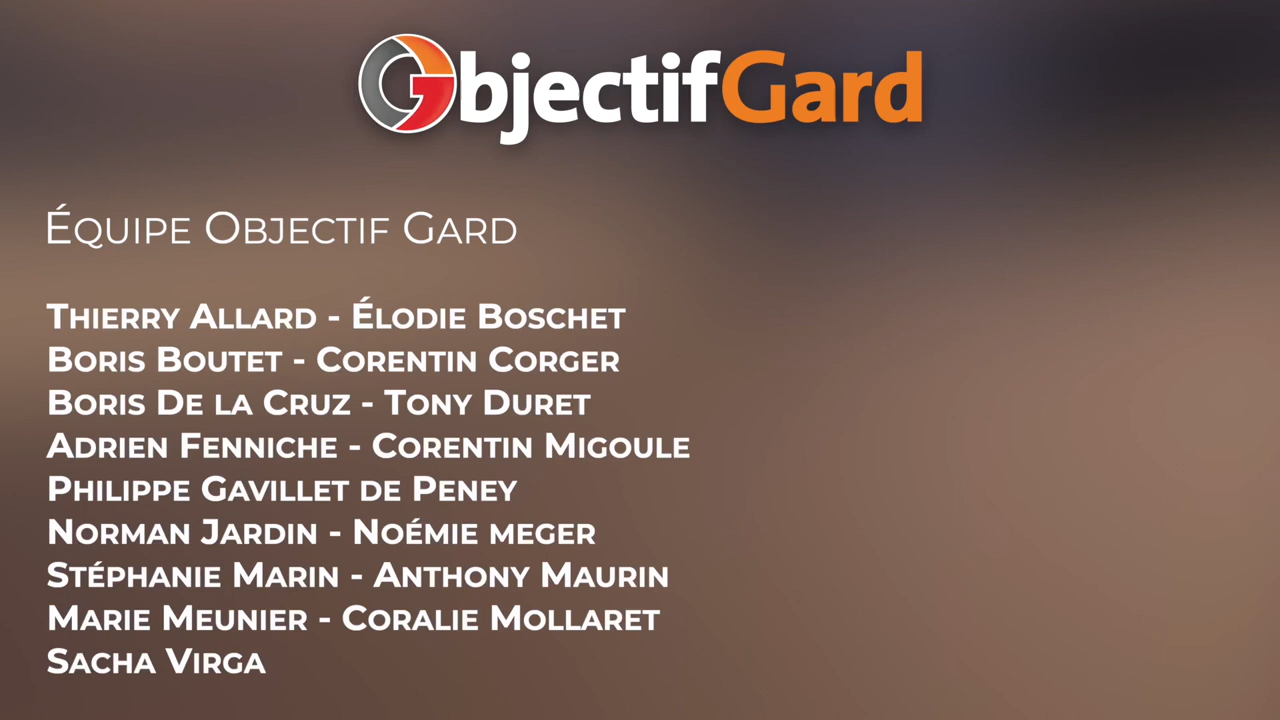 ObjectifGard
Équipe Objectif Gard
Thierry Allard - Élodie Boschet
Boris Boutet - Corentin Corger
Boris De la Cruz - Tony Duret
Adrien Fenniche - Corentin Migoule
Philippe Gavillet de Peney
Norman Jardin - Noémie meger
Stéphanie Marin - Anthony Maurin
Marie Meunier - Coralie Mollaret
Sacha Virga